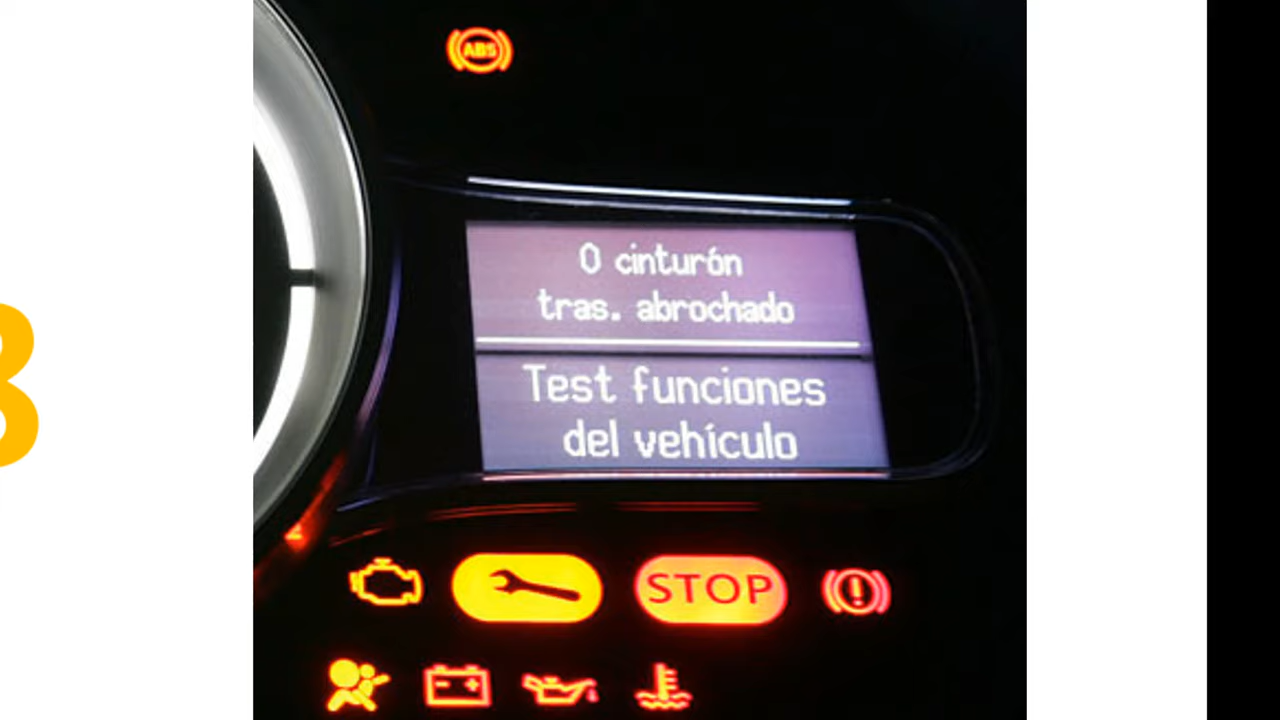 ABS
0 cinturón
tras. abrochado
Test funciones
del vehículo
STOP